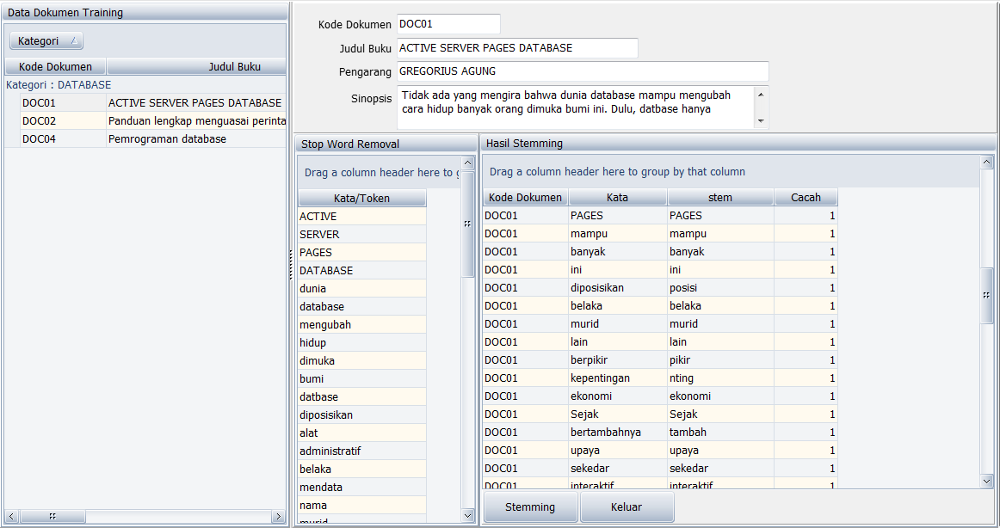 Data Dokumen Training
Kategori
Kode Dokumen Judul Buku
Kategori : DATABASE
DOC01 ACTIVE SERVER PAGES DATABASE
DOC02 Panduan lengkap menguasai perinta
DOC04 Pemrograman database
Kode Dokumen DOC01
Judul Buku ACTIVE SERVER PAGES DATABASE
Pengarang GREGORIUS AGUNG
Sinopsis Tidak ada yang mengira bahwa dunia database mampu mengubah
cara hidup banyak orang dimuka bumi ini. Dulu, datbase hanya
Stop Word Removal
Drag a column header here to g
Kata/Token
ACTIVE
SERVER
PAGES
DATABASE
dunia
database
mengubah
hidup
dimuka
bumi
datbase
diposisikan
alat
administratif
belaka
mendata
nama
murid
Hasil Stemming
Drag a column header here to group by that column
Kode Dokumen Kata stem Cacah
DOC01 PAGES PAGES 1
DOC01 mampu mampu 1
DOC01 banyak banyak 1
DOC01 ini ini 1
DOC01 diposisikan posisi 1
DOC01 belaka belaka 1
DOC01 murid murid 1
DOC01 lain lain 1
DOC01 berpikir pikir 1
DOC01 kepentingan nting 1
DOC01 ekonomi ekonomi 1
DOC01 Sejak Sejak 1
DOC01 bertambahnya tambah 1
DOC01 upaya upaya 1
DOC01 sekedar sekedar 1
DOC01 interaktif interaktif 1
Stemming Keluar